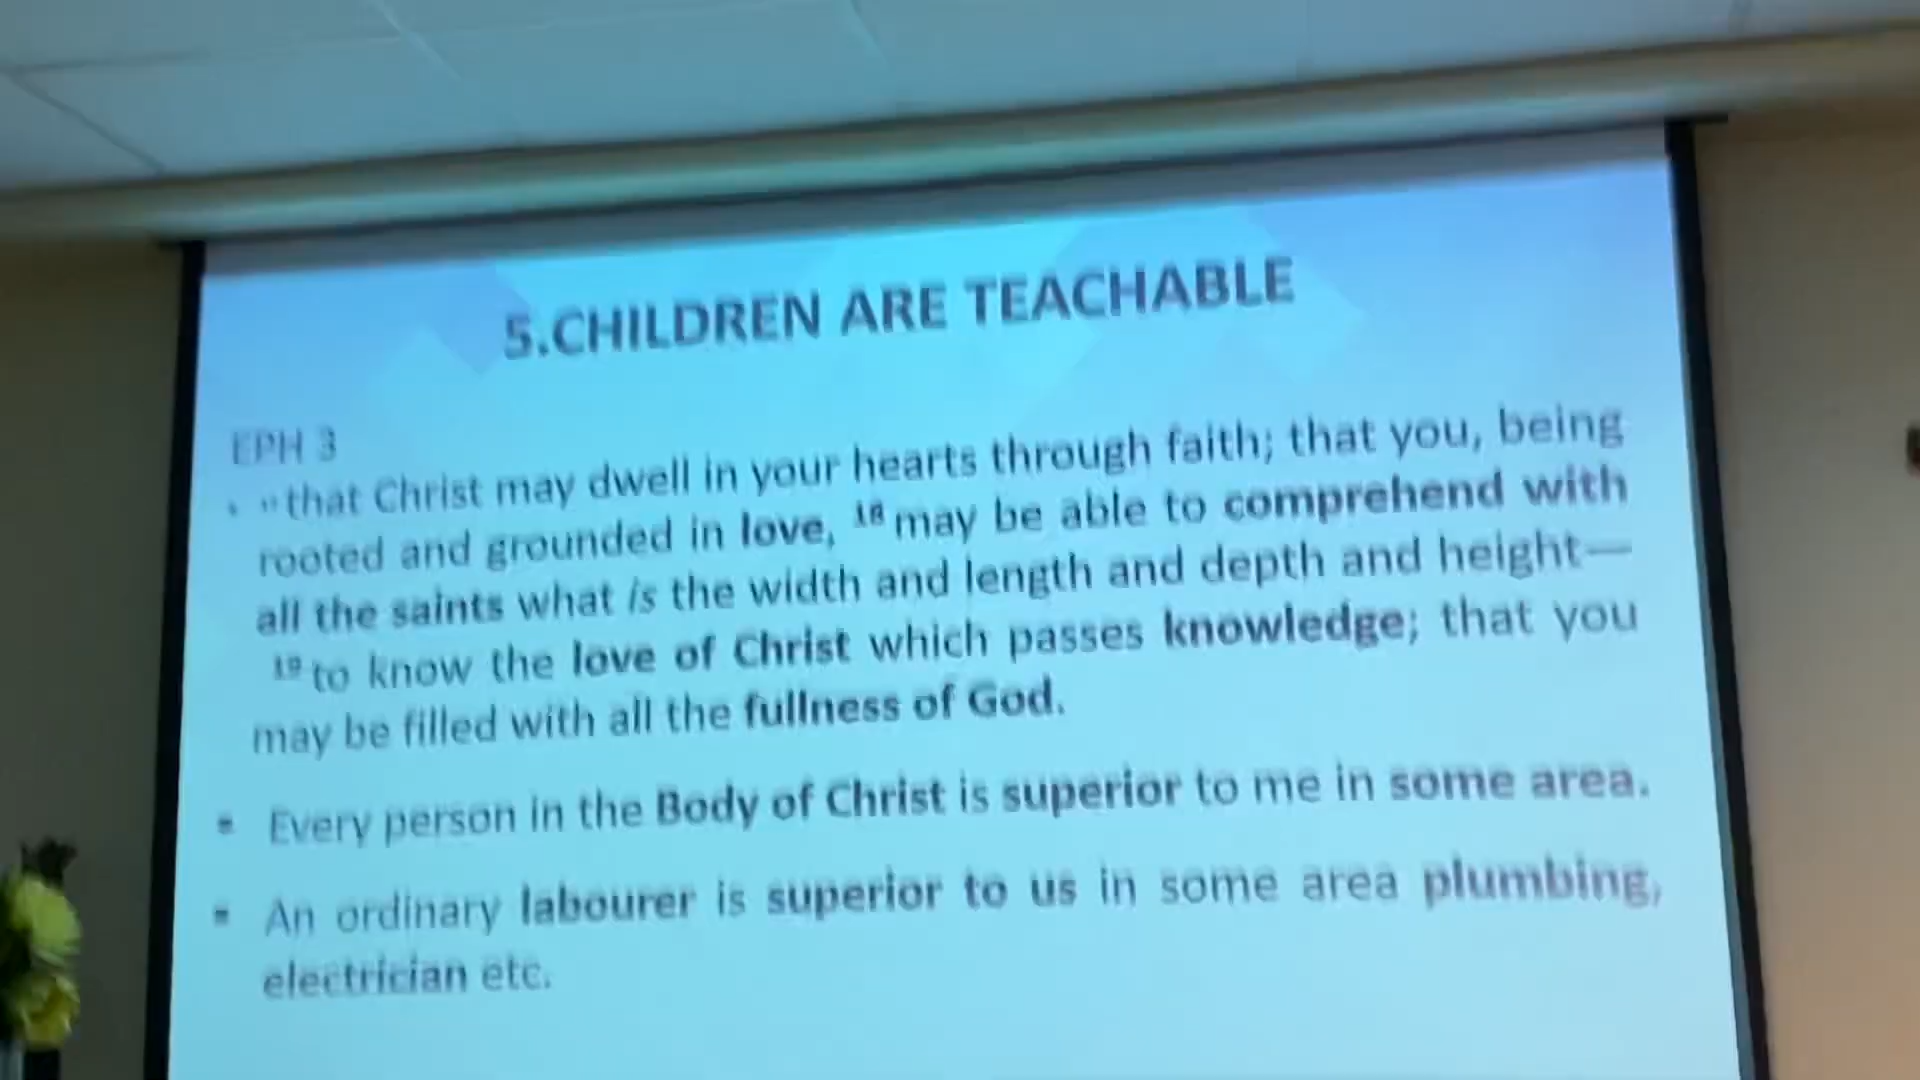 5.CHILDREN ARE TEACHABLE
EPH 3
that Christ may dwell in your hearts through faith; that you, being
rooted and grounded in love, 18 may be able to comprehend with
all the saints what is the width and length and depth and height—
19 to know the love of Christ which passes knowledge; that you
may be filled with all the fullness of God.
▪ Every person in the Body of Christ is superior to me in some area.
▪ An ordinary labourer is superior to us in some area plumbing,
electrician etc.